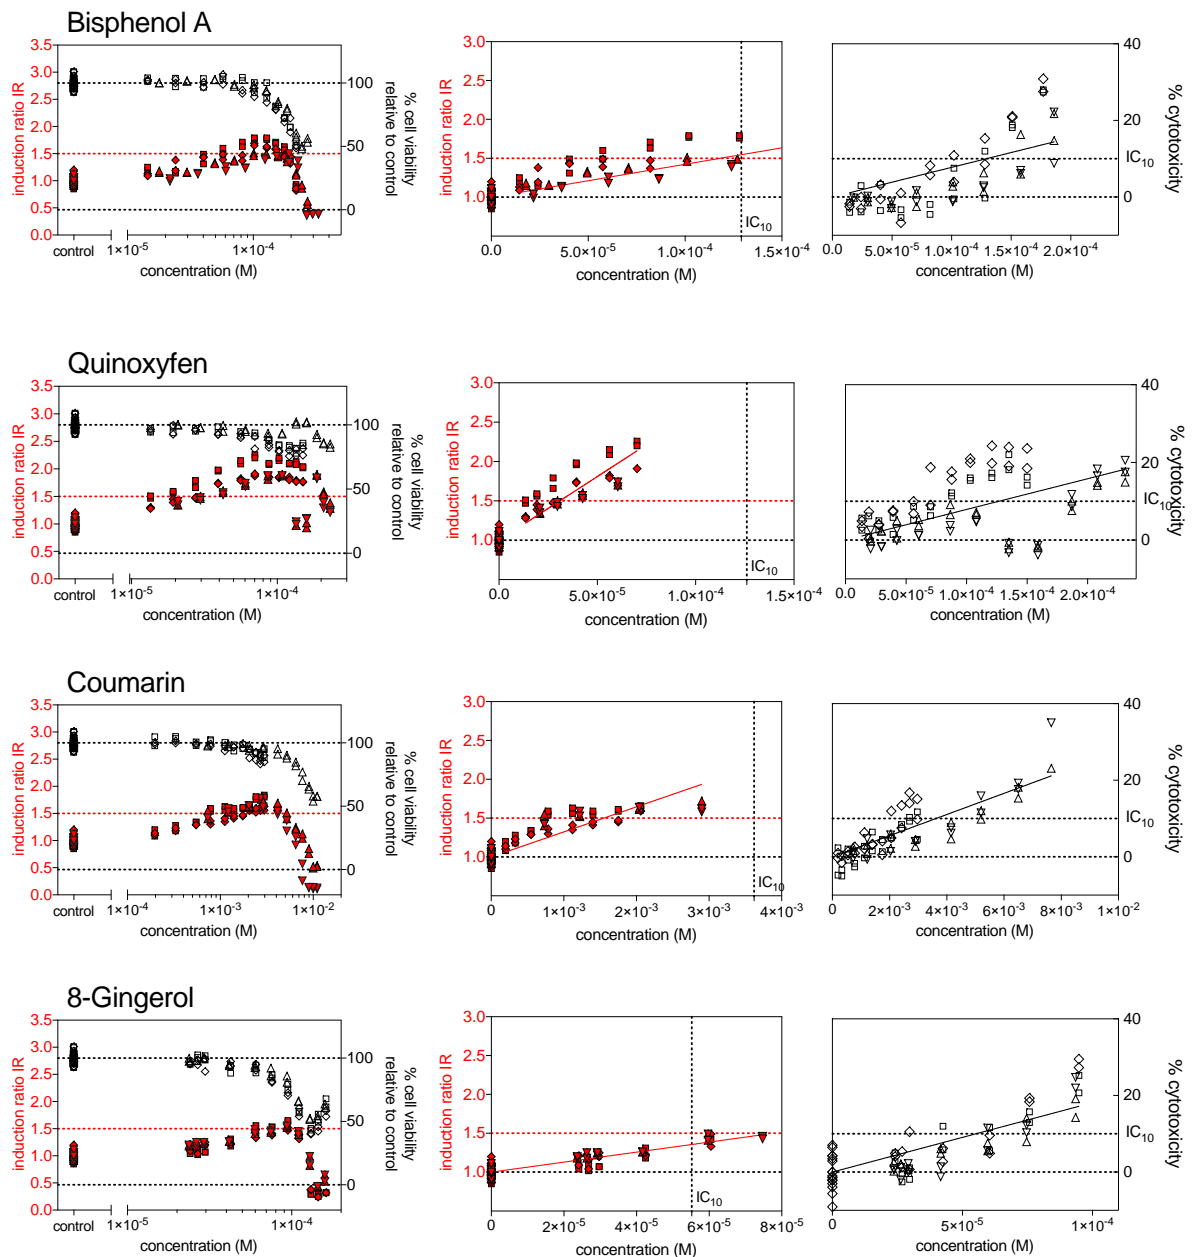 Bisphenol A
3.5
3.0
2.5
2.0
1.5
1.0
0.5
0.0
induction ratio IR
100
50
0
% cell viability
relative to control
control
1×10⁻⁵
1×10⁻⁴
concentration (M)
3.0
2.5
2.0
1.5
1.0
induction ratio IR
IC₁₀
0.0
5.0×10⁻⁵
1.0×10⁻⁴
1.5×10⁻⁴
concentration (M)
40
20
IC₁₀
0
% cytotoxicity
5.0×10⁻⁵
1.0×10⁻⁴
1.5×10⁻⁴
2.0×10⁻⁴
concentration (M)
Quinoxyfen
3.5
3.0
2.5
2.0
1.5
1.0
0.5
0.0
induction ratio IR
100
50
0
% cell viability
relative to control
control
1×10⁻⁵
1×10⁻⁴
concentration (M)
3.0
2.5
2.0
1.5
1.0
induction ratio IR
IC₁₀
0.0
5.0×10⁻⁵
1.0×10⁻⁴
1.5×10⁻⁴
concentration (M)
40
20
IC₁₀
0
% cytotoxicity
0.0
5.0×10⁻⁵
1.0×10⁻⁴
1.5×10⁻⁴
2.0×10⁻⁴
concentration (M)
Coumarin
3.5
3.0
2.5
2.0
1.5
1.0
0.5
0.0
induction ratio IR
100
50
0
% cell viability
relative to control
control
1×10⁻⁴
1×10⁻³
1×10⁻²
concentration (M)
3.0
2.5
2.0
1.5
1.0
induction ratio IR
IC₁₀
0
1×10⁻³
2×10⁻³
3×10⁻³
4×10⁻³
concentration (M)
40
20
IC₁₀
0
% cytotoxicity
0
2×10⁻³
4×10⁻³
6×10⁻³
8×10⁻³
1×10⁻²
concentration (M)
8-Gingerol
3.5
3.0
2.5
2.0
1.5
1.0
0.5
0.0
induction ratio IR
100
50
0
% cell viability
relative to control
control
1×10⁻⁵
1×10⁻⁴
concentration (M)
3.0
2.5
2.0
1.5
1.0
induction ratio IR
IC₁₀
0
2×10⁻⁵
4×10⁻⁵
6×10⁻⁵
8×10⁻⁵
concentration (M)
40
20
IC₁₀
0
% cytotoxicity
0
5×10⁻⁵
1×10⁻⁴
concentration (M)